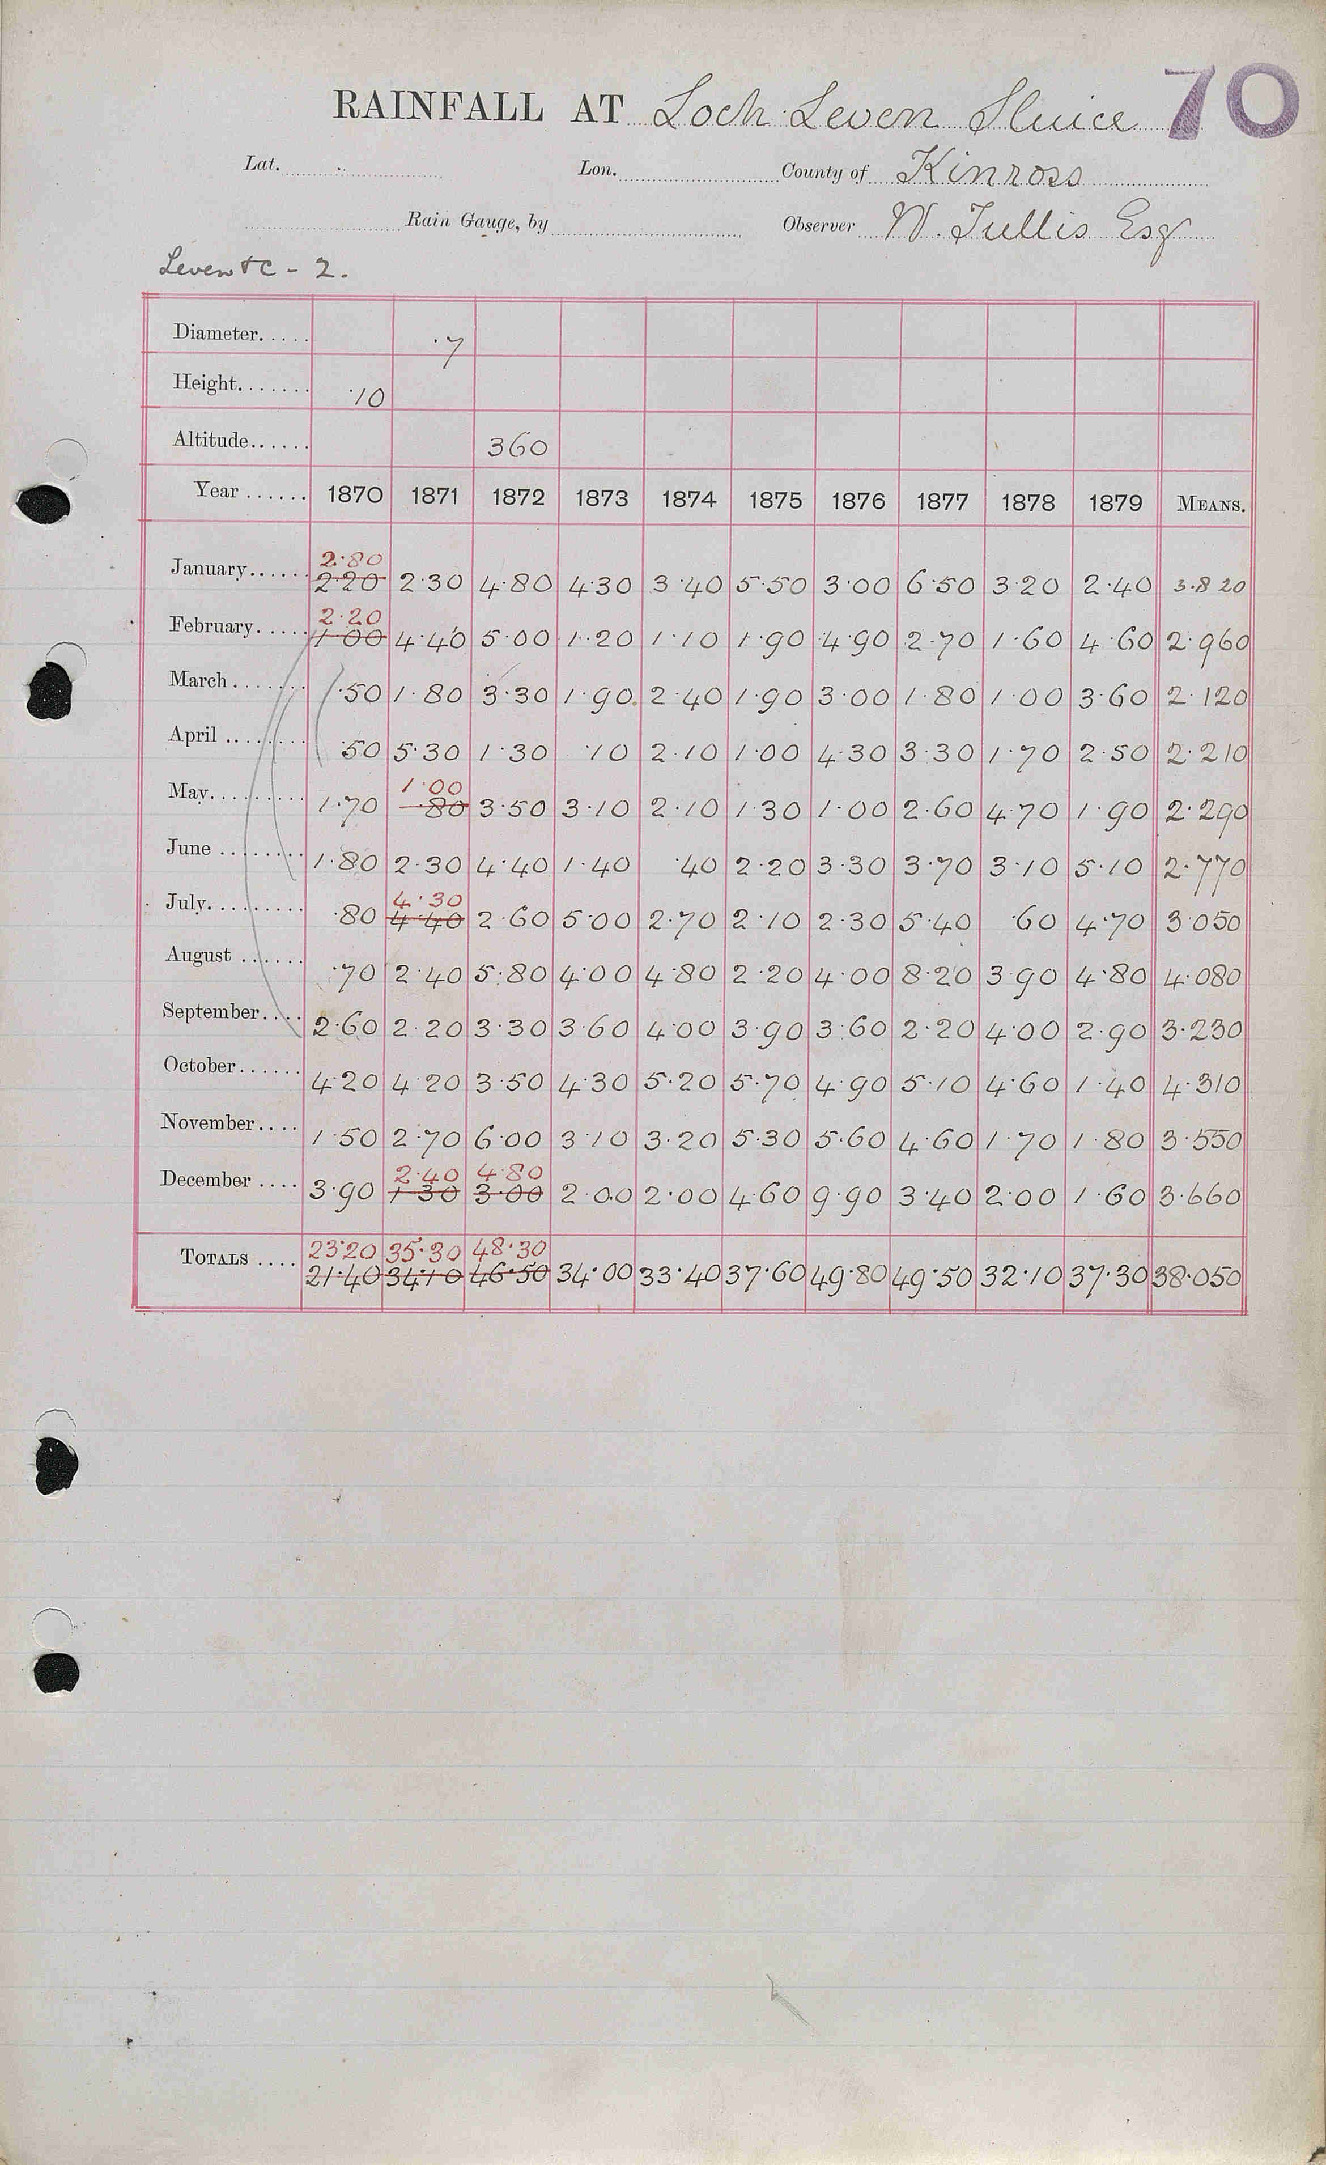 RAINFALL AT Loch Leven Sluice 70
Lat. Lon. County of Kinross
Rain Gauge, by Observer W. Tullis Esq
Leven & C - 2.
Diameter ·7
Height ·10
Altitude 360
Year 1870 1871 1872 1873 1874 1875 1876 1877 1878 1879 MEANS.
2·80
January 2·20 2·30 4·80 4·30 3·40 5·50 3·00 6·50 3·20 2·40 3·820
2·20
February 1·00 4·40 5·00 1·20 1·10 1·90 4·90 2·70 1·60 4·60 2·960
March ·50 1·80 3·30 1·90 2·40 1·90 3·00 1·80 1·00 3·60 2·120
April ·50 5·30 1·30 ·10 2·10 1·00 4·30 3·30 1·70 2·50 2·210
1·00
May 1·70 ·80 3·50 3·10 2·10 1·30 1·00 2·60 4·70 1·90 2·290
June 1·80 2·30 4·40 1·40 ·40 2·20 3·30 3·70 3·10 5·10 2·770
4·30
July ·80 4·40 2·60 5·00 2·70 2·10 2·30 5·40 ·60 4·70 3·050
August ·70 2·40 5·80 4·00 4·80 2·20 4·00 8·20 3·90 4·80 4·080
September 2·60 2·20 3·30 3·60 4·00 3·90 3·60 2·20 4·00 2·90 3·230
October 4·20 4·20 3·50 4·30 5·20 5·70 4·90 5·10 4·60 1·40 4·310
November 1·50 2·70 6·00 3·10 3·20 5·30 5·60 4·60 1·70 1·80 3·550
2·40 4·80
December 3·90 1·30 3·00 2·00 2·00 4·60 9·90 3·40 2·00 1·60 3·660
23·20 35·30 48·30
TOTALS 21·40 34·10 46·50 34·00 33·40 37·60 49·80 49·50 32·10 37·30 38·050